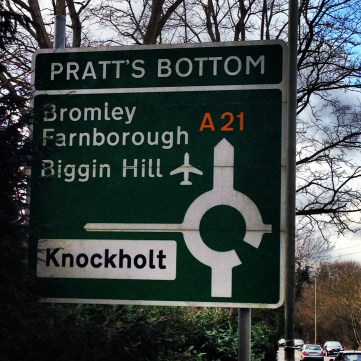 PRATT'S BOTTOM
Bromley
Farnborough
A 21
Biggin Hill
Knockholt